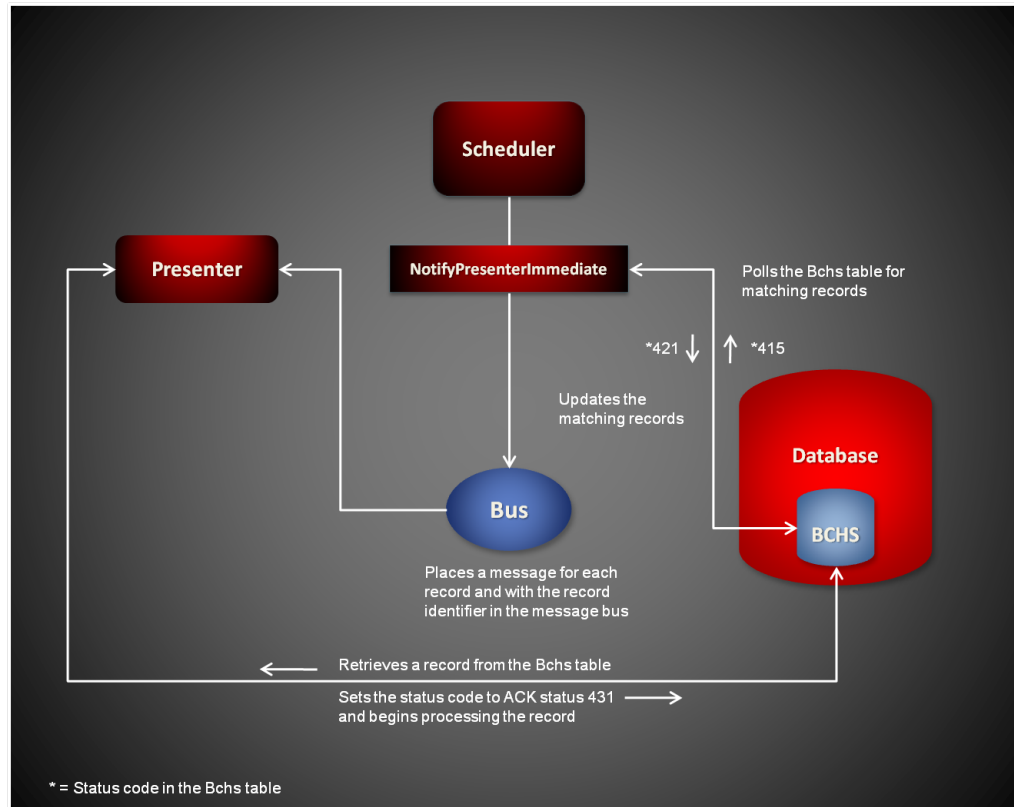 Scheduler
Presenter
NotifyPresenterImmediate
Polls the Bchs table for
matching records
*421
*415
Updates the
matching records
Database
BCHS
Bus
Places a message for each
record and with the record
identifier in the message bus
Retrieves a record from the Bchs table
Sets the status code to ACK status 431
and begins processing the record
* = Status code in the Bchs table